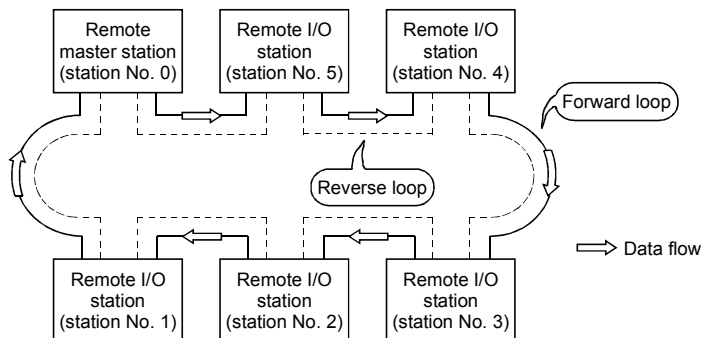 Remote
master station
(station No. 0)
Remote I/O
station
(station No. 5)
Remote I/O
station
(station No. 4)
Forward loop
Reverse loop
Data flow
Remote I/O
station
(station No. 1)
Remote I/O
station
(station No. 2)
Remote I/O
station
(station No. 3)